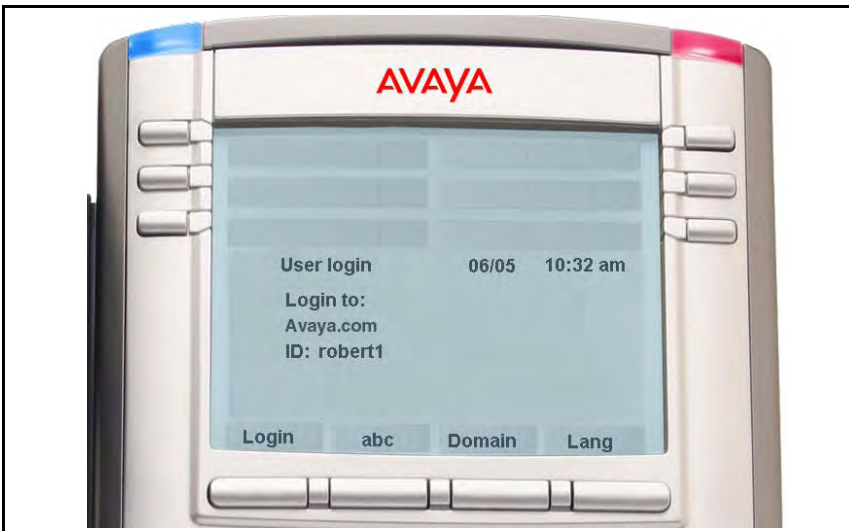 AVAYA
User login 06/05 10:32 am
Login to:
Avaya.com
ID: robert1
Login abc Domain Lang